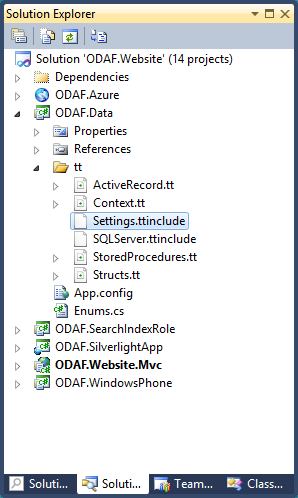 Solution Explorer
Solution 'ODAF.Website' (14 projects)
Dependencies
ODAF.Azure
ODAF.Data
Properties
References
tt
ActiveRecord.tt
Context.tt
Settings.ttinclude
SQLServer.ttinclude
StoredProcedures.tt
Structs.tt
App.config
Enums.cs
ODAF.SearchIndexRole
ODAF.SilverlightApp
ODAF.Website.Mvc
ODAF.WindowsPhone
Soluti... Soluti... Team... Class...